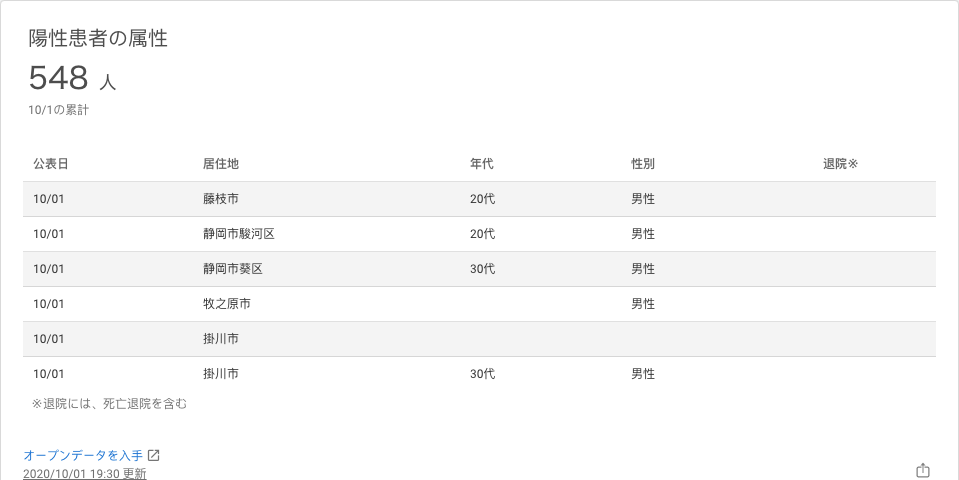 陽性患者の属性
548 人
10/1の累計
公表日 居住地 年代 性別 退院※
10/01 藤枝市 20代 男性
10/01 静岡市駿河区 20代 男性
10/01 静岡市葵区 30代 男性
10/01 牧之原市 男性
10/01 掛川市
10/01 掛川市 30代 男性
※退院には、死亡退院を含む
オープンデータを入手
2020/10/01 19:30 更新